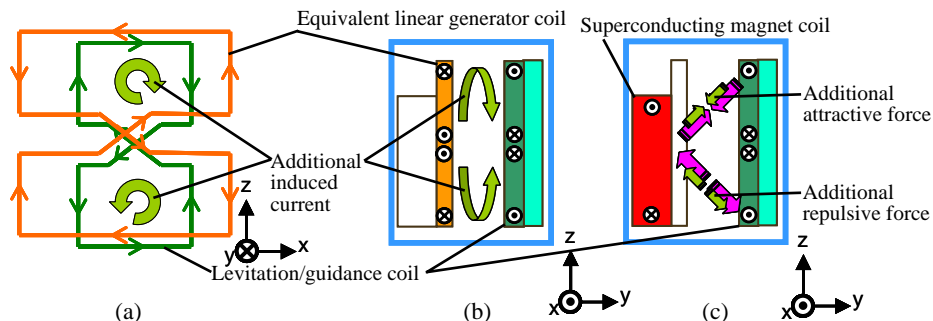 Equivalent linear generator coil
Superconducting magnet coil
Additional
attractive force
Additional
induced
current
Additional
repulsive force
z
x
y
Levitation/guidance coil
z
y
x
z
y
x
(a)
(b)
(c)